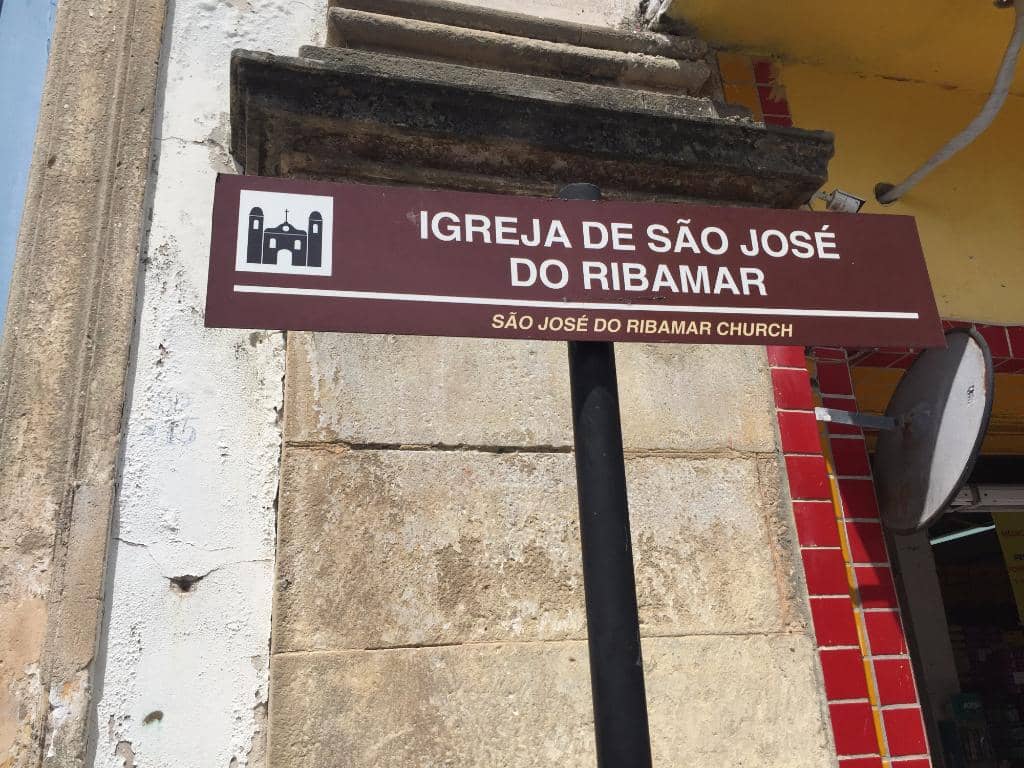 IGREJA DE SÃO JOSÉ
DO RIBAMAR
SÃO JOSÉ DO RIBAMAR CHURCH